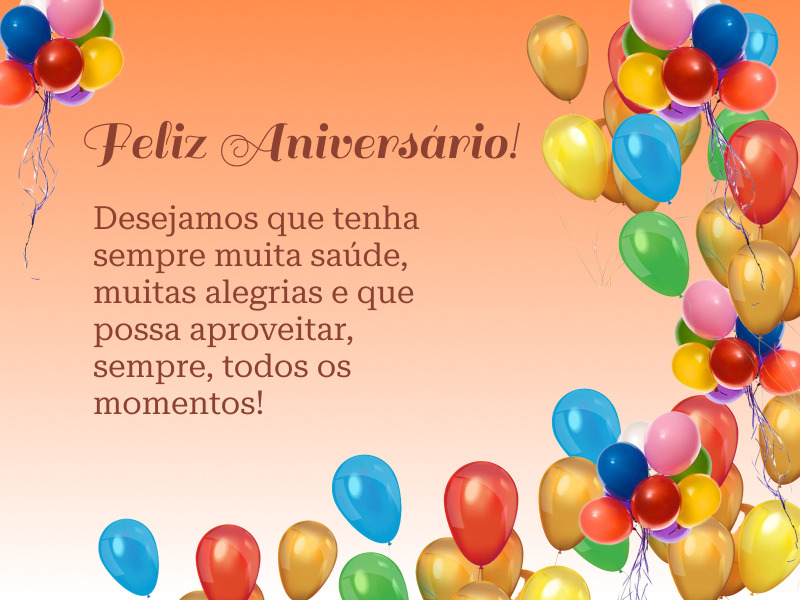 Feliz Aniversário!
Desejamos que tenha
sempre muita saúde,
muitas alegrias e que
possa aproveitar,
sempre, todos os
momentos!